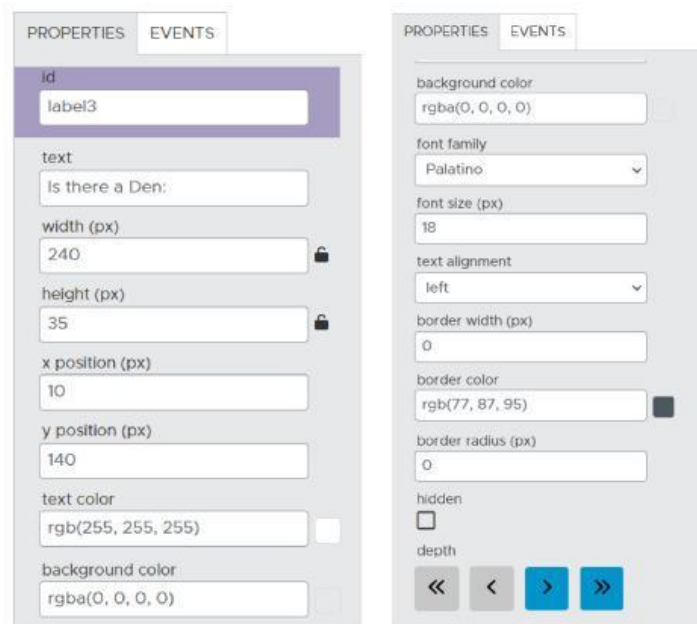 PROPERTIES EVENTS
id
label3
text
Is there a Den:
width (px)
240
height (px)
35
x position (px)
10
y position (px)
140
text color
rgb(255, 255, 255)
background color
rgba(0, 0, 0, 0)
PROPERTIES EVENTS
background color
rgba(0, 0, 0, 0)
font family
Palatino
font size (px)
18
text alignment
left
border width (px)
0
border color
rgb(77, 87, 95)
border radius (px)
0
hidden
depth